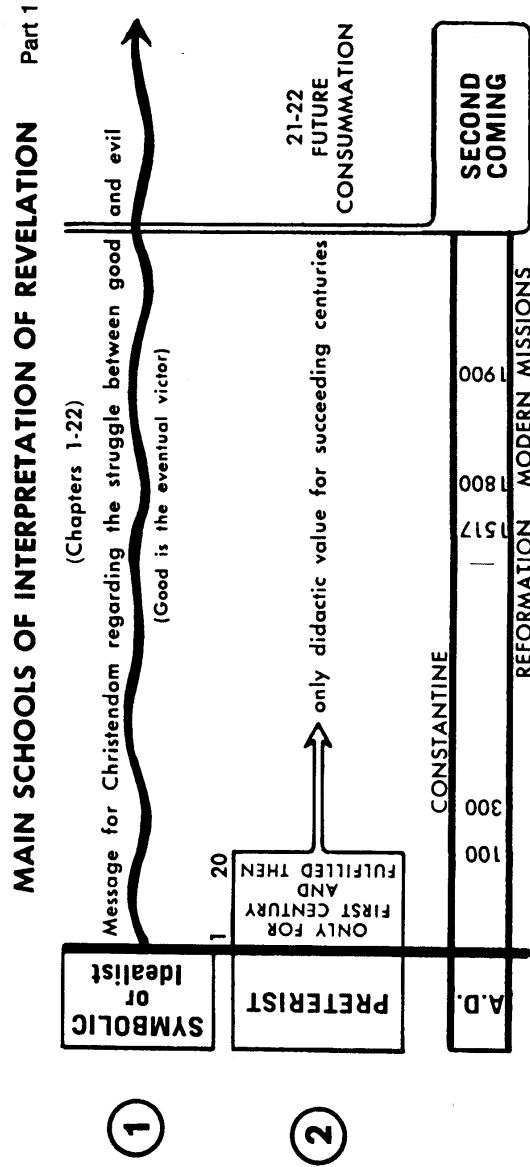 MAIN SCHOOLS OF INTERPRETATION OF REVELATION
Part 1
1
SYMBOLIC
or
Idealist
(Chapters 1-22)
Message for Christendom regarding the struggle between good and evil
(Good is the eventual victor)
2
PRETERIST
1
20
ONLY FOR
FIRST CENTURY
AND
FULFILLED THEN
only didactic value for succeeding centuries
21-22
FUTURE
CONSUMMATION
CONSTANTINE
A.D.
100
300
1517
1800
1900
SECOND
COMING
REFORMATION
MODERN MISSIONS